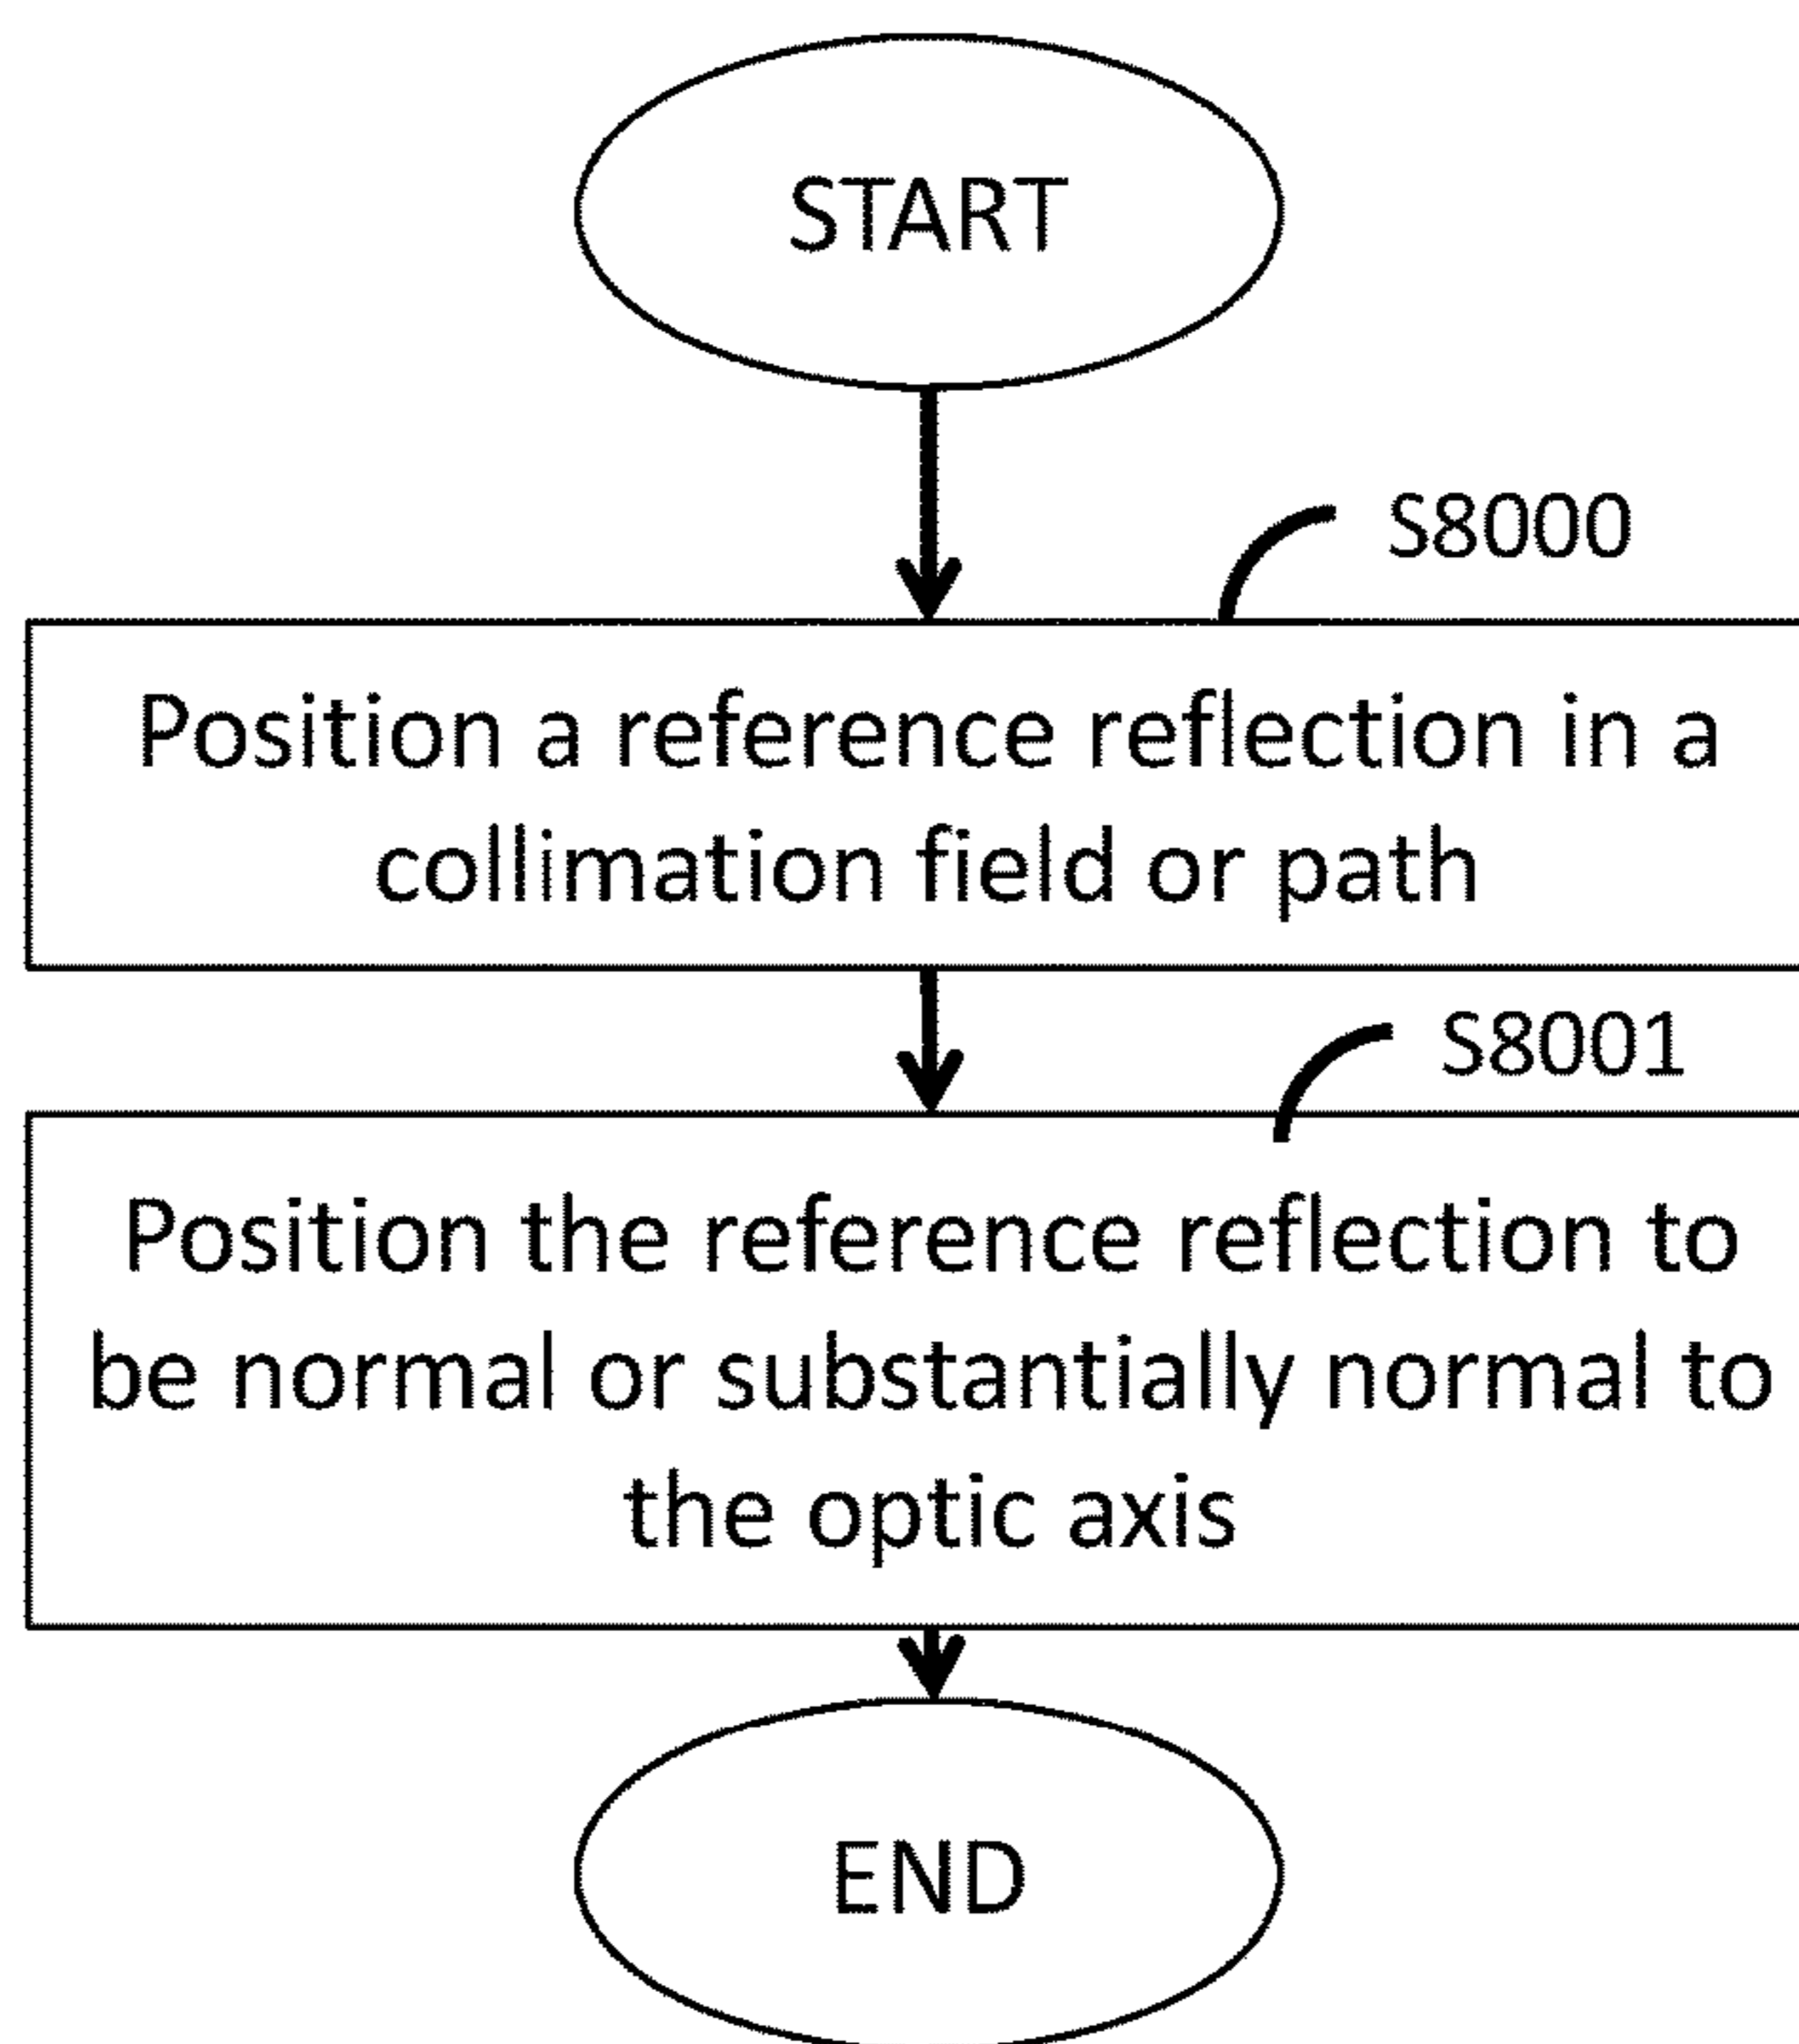 START
S8000
Position a reference reflection in a
collimation field or path
S8001
Position the reference reflection to
be normal or substantially normal to
the optic axis
END